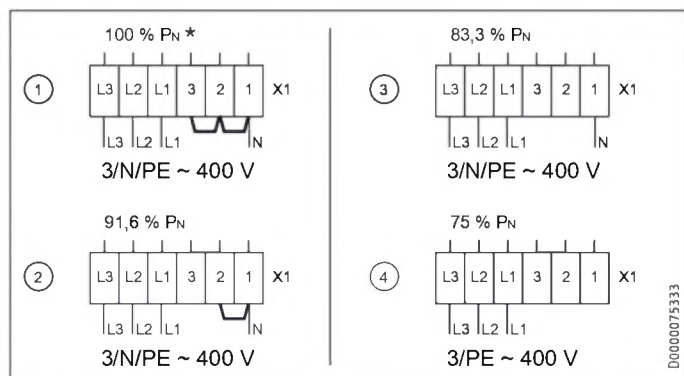 100 % PN *
1
L3 L2 L1 3 2 1 X1
L3 L2 L1 N
3/N/PE ~ 400 V
91,6 % PN
2
L3 L2 L1 3 2 1 X1
L3 L2 L1 N
3/N/PE ~ 400 V
83,3 % PN
3
L3 L2 L1 3 2 1 X1
L3 L2 L1 N
3/N/PE ~ 400 V
75 % PN
4
L3 L2 L1 3 2 1 X1
L3 L2 L1
3/PE ~ 400 V
D0000075333